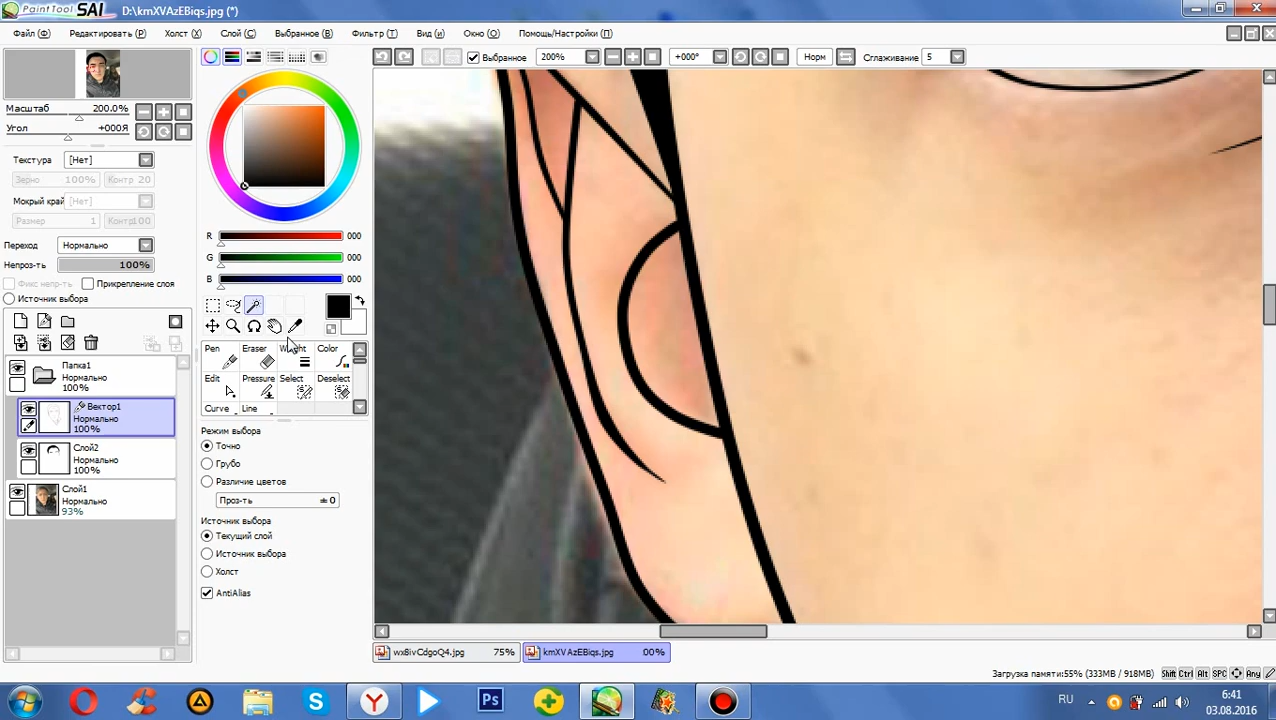 PaintTool SAI D:\kmXVAzEBiqs.jpg (*)
Файл (Ф) Редактировать (Р) Холст (X) Слой (C) Выбранное (B) Фильтр (T) Вид (и) Окно (O) Помощь/Настройки (П)
Выбранное 200% +000° Норм Сглаживание 5
Масштаб 200.0%
Угол +000Я
Текстура [Нет]
Зерно 100% Контр 20
Мокрый край [Нет]
Размер 1 Контр 100
Переход Нормально
Непроз-ть 100%
Фикс непр-ть Прикрепление слоя
Источник выбора
Папка1
Нормально
100%
Вектор1
Нормально
100%
Слой2
Нормально
100%
Слой1
Нормально
93%
R 000
G 000
B 000
Pen Eraser Weight Color
Edit Pressure Select Deselect
Curve Line
Режим выбора
Точно
Грубо
Различие цветов
Проз-ть ±0
Источник выбора
Текущий слой
Источник выбора
Холст
AntiAlias
wx8ivCdgoQ4.jpg 75% kmXVAzEBiqs.jpg 00%
Загрузка памяти:55% (333MB / 918MB) Shift Ctrl Alt SPC Any
Ps
RU 6:41
03.08.2016